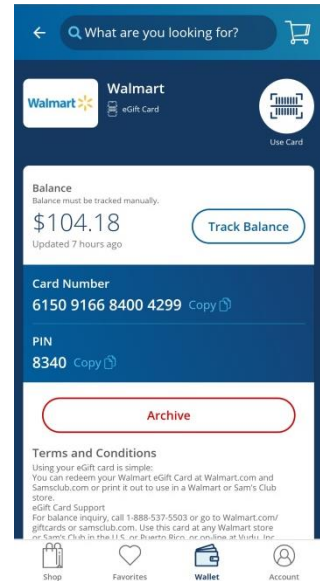 What are you looking for?
Walmart
Walmart
eGift Card
Use Card
Balance
Balance must be tracked manually.
$104.18
Updated 7 hours ago
Track Balance
Card Number
6150 9166 8400 4299 Copy
PIN
8340 Copy
Archive
Terms and Conditions
Using your eGift card is simple:
You can redeem your Walmart eGift Card at Walmart.com and
Samsclub.com or print it out to use in a Walmart or Sam's Club
store.
eGift Card Support
For balance inquiry, call 1-888-537-5503 or go to Walmart.com/
giftcards or samsclub.com. Use this card at any Walmart store
or Sam's Club in the U.S. or Puerto Rico, or on-line at Vudu, Inc
Shop
Favorites
Wallet
Account